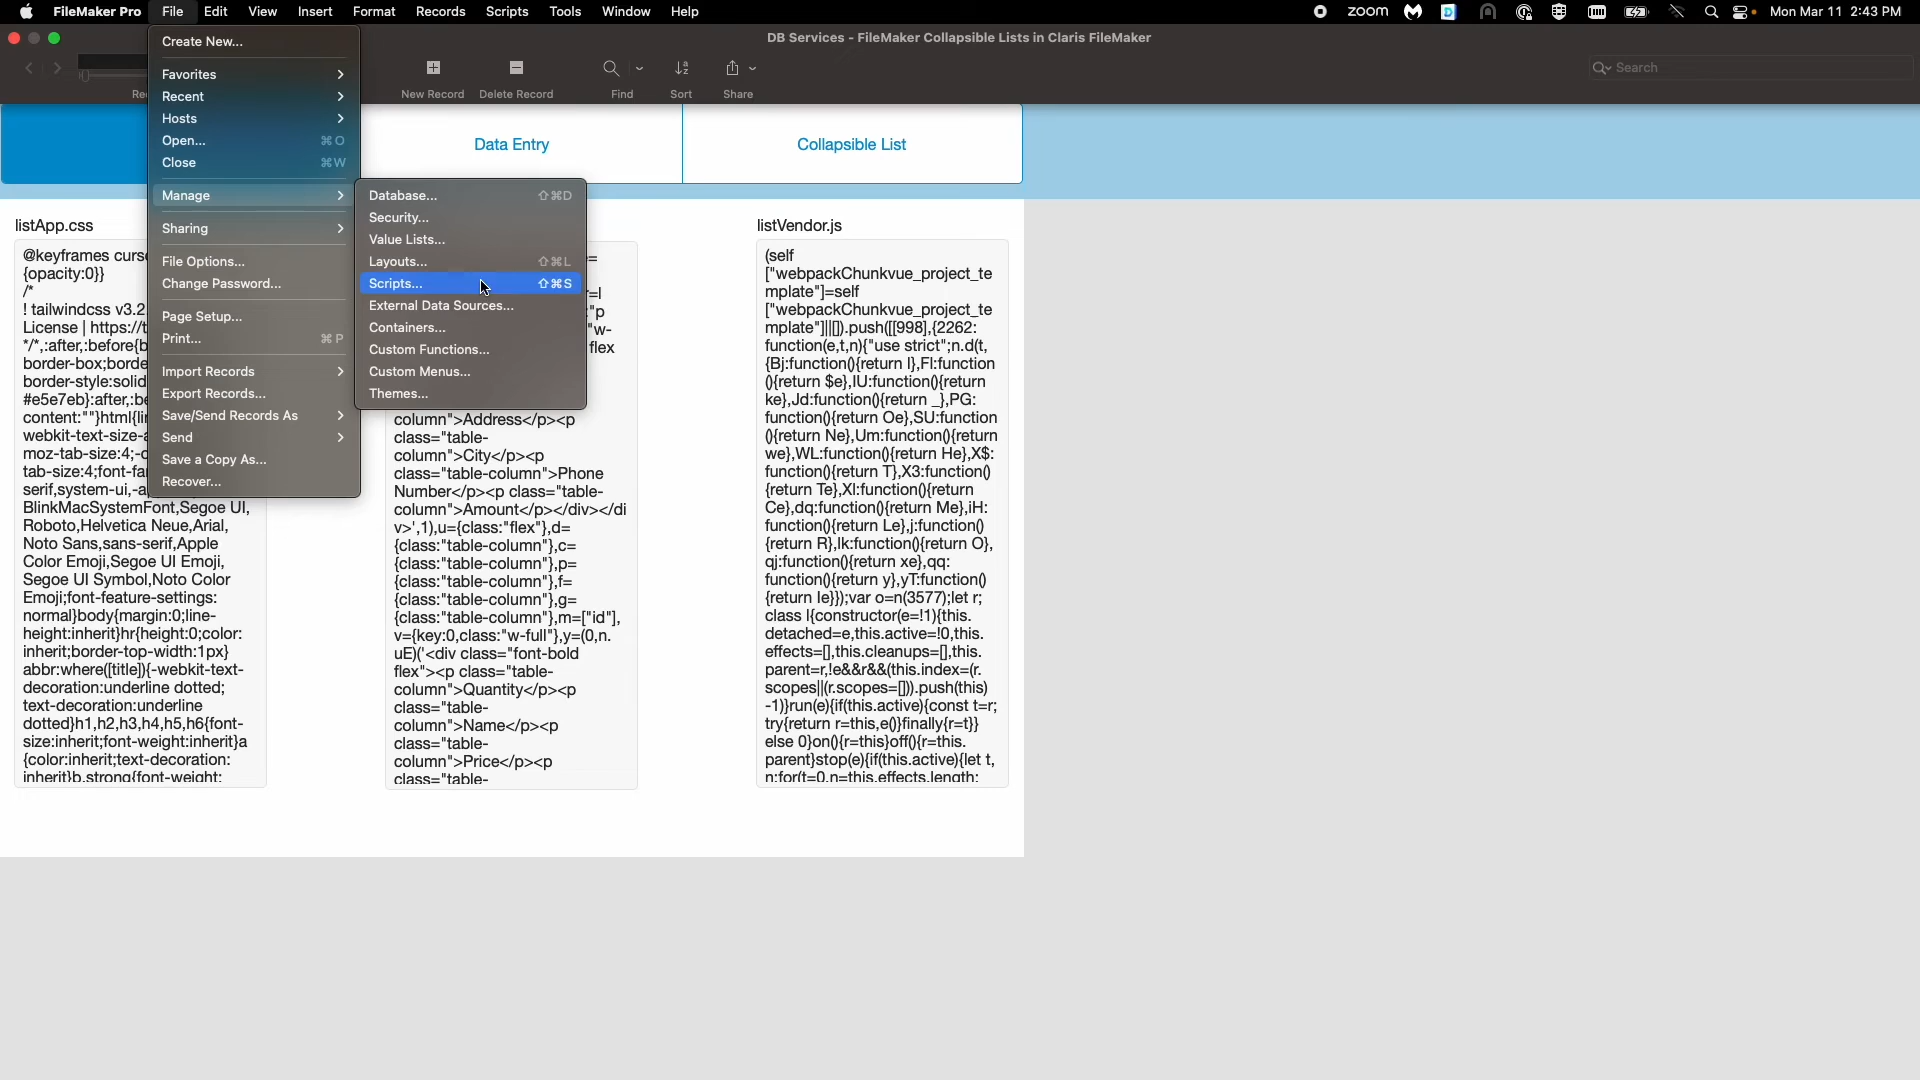 FileMaker Pro File Edit View Insert Format Records Scripts Tools Window Help zoom Mon Mar 11 2:43 PM
DB Services - FileMaker Collapsible Lists in Claris FileMaker
Search
New Record Delete Record Find Sort Share
Create New...
Favorites
Recent
Hosts
Open... ⌘O
Close ⌘W
Manage
Sharing
File Options...
Change Password...
Page Setup...
Print... ⌘P
Import Records
Export Records...
Save/Send Records As
Send
Save a Copy As...
Recover...
Database... ⇧⌘D
Security...
Value Lists...
Layouts... ⇧⌘L
Scripts... ⇧⌘S
External Data Sources...
Containers...
Custom Functions...
Custom Menus...
Themes...
Data Entry
Collapsible List
listApp.css
@keyframes curs
{opacity:0}}
/*
! tailwindcss v3.2
License | https://t
*/*,:after,:before{b
border-box;borde
border-style:solid
#e5e7eb}:after,:be
content:""}html{li
webkit-text-size-a
moz-tab-size:4;-o
tab-size:4;font-fa
serif,system-ui,-a
BlinkMacSystemFont,Segoe UI,
Roboto,Helvetica Neue,Arial,
Noto Sans,sans-serif,Apple
Color Emoji,Segoe UI Emoji,
Segoe UI Symbol,Noto Color
Emoji;font-feature-settings:
normal}body{margin:0;line-
height:inherit}hr{height:0;color:
inherit;border-top-width:1px}
abbr:where([title]){-webkit-text-
decoration:underline dotted;
text-decoration:underline
dotted}h1,h2,h3,h4,h5,h6{font-
size:inherit;font-weight:inherit}a
{color:inherit;text-decoration:
inherit}b,strong{font-weight:
=
r=l
:"p
"w-
flex
column">Address</p><p
class="table-
column">City</p><p
class="table-column">Phone
Number</p><p class="table-
column">Amount</p></div></di
v>',1),u={class:"flex"},d=
{class:"table-column"},c=
{class:"table-column"},p=
{class:"table-column"},f=
{class:"table-column"},g=
{class:"table-column"},m=["id"],
v={key:0,class:"w-full"},y=(0,n.
uE)('<div class="font-bold
flex"><p class="table-
column">Quantity</p><p
class="table-
column">Name</p><p
class="table-
column">Price</p><p
class="table-
listVendor.js
(self
["webpackChunkvue_project_te
mplate"]=self
["webpackChunkvue_project_te
mplate"]||[]).push([[998],{2262:
function(e,t,n){"use strict";n.d(t,
{Bj:function(){return l},Fl:function
(){return $e},IU:function(){return
ke},Jd:function(){return _},PG:
function(){return Oe},SU:function
(){return Ne},Um:function(){return
we},WL:function(){return He},X$:
function(){return T},X3:function()
{return Te},Xl:function(){return
Ce},dq:function(){return Me},iH:
function(){return Le},j:function()
{return R},lk:function(){return O},
qj:function(){return xe},qq:
function(){return y},yT:function()
{return Ie}});var o=n(3577);let r;
class l{constructor(e=!1){this.
detached=e,this.active=!0,this.
effects=[],this.cleanups=[],this.
parent=r,!e&&r&&(this.index=(r.
scopes||(r.scopes=[])).push(this)
-1)}run(e){if(this.active){const t=r;
try{return r=this,e()}finally{r=t}}
else 0}on(){r=this}off(){r=this.
parent}stop(e){if(this.active){let t,
n;for(t=0,n=this.effects.length;